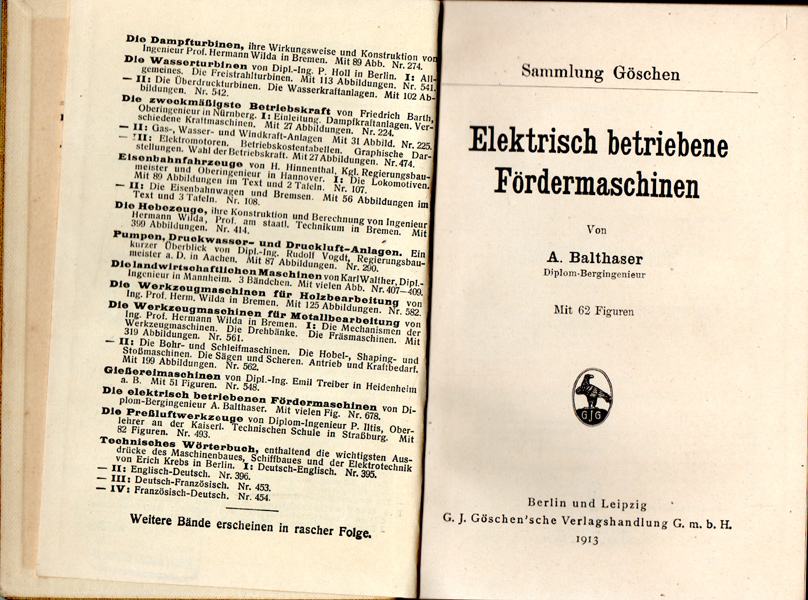 Die Dampfturbinen, ihre Wirkungsweise und Konstruktion von
Ingenieur Prof. Hermann Wilda in Bremen. Mit 89 Abb. Nr. 274.
Die Wasserturbinen von Dipl.-Ing. P. Holl in Berlin. I: All-
gemeines. Die Freistrahlturbinen. Mit 113 Abbildungen. Nr. 541.
— II: Die Überdruckturbinen. Die Wasserkraftanlagen. Mit 102 Ab-
bildungen. Nr. 542.
Die zweckmäßigste Betriebskraft von Friedrich Barth,
Oberingenieur in Nürnberg. I: Einleitung. Dampfkraftanlagen. Ver-
schiedene Kraftmaschinen. Mit 27 Abbildungen. Nr. 224.
— II: Gas-, Wasser- und Windkraft-Anlagen. Mit 31 Abbild. Nr. 225.
— III: Elektromotoren. Betriebskostentabellen. Graphische Dar-
stellungen. Wahl der Betriebskraft. Mit 27 Abbildungen. Nr. 474.
Eisenbahnfahrzeuge von H. Hinnenthal, Kgl. Regierungsbau-
meister und Oberingenieur in Hannover. I: Die Lokomotiven.
Mit 89 Abbildungen im Text und 2 Tafeln. Nr. 107.
— II: Die Eisenbahnwagen und Bremsen. Mit 56 Abbildungen im
Text und 3 Tafeln. Nr. 108.
Die Hebezeuge, ihre Konstruktion und Berechnung von Ingenieur
Hermann Wilda, Prof. am staatl. Technikum in Bremen. Mit
399 Abbildungen. Nr. 414.
Pumpen, Druckwasser- und Druckluft-Anlagen. Ein
kurzer Überblick von Dipl.-Ing. Rudolf Vogdt, Regierungsbau-
meister a. D. in Aachen. Mit 87 Abbildungen. Nr. 290.
Die landwirtschaftlichen Maschinen von Karl Walther, Dipl.-
Ingenieur in Mannheim. 3 Bändchen. Mit vielen Abb. Nr. 407—409.
Die Werkzeugmaschinen für Holzbearbeitung von
Ing. Prof. Herm. Wilda in Bremen. Mit 125 Abbildungen. Nr. 582.
Die Werkzeugmaschinen für Metallbearbeitung von
Ing. Prof. Hermann Wilda in Bremen. I: Die Mechanismen der
Werkzeugmaschinen. Die Drehbänke. Die Fräsmaschinen. Mit
319 Abbildungen. Nr. 561.
— II: Die Bohr- und Schleifmaschinen. Die Hobel-, Shaping- und
Stoßmaschinen. Die Sägen und Scheren. Antrieb und Kraftbedarf.
Mit 199 Abbildungen. Nr. 562.
Gießereimaschinen von Dipl.-Ing. Emil Treiber in Heidenheim
a. B. Mit 51 Figuren. Nr. 548.
Die elektrisch betriebenen Fördermaschinen von Di-
plom-Bergingenieur A. Balthaser. Mit vielen Fig. Nr. 678.
Die Preßluftwerkzeuge von Diplom-Ingenieur P. Iltis, Ober-
lehrer an der Kaiserl. Technischen Schule in Straßburg. Mit
82 Figuren. Nr. 493.
Technisches Wörterbuch, enthaltend die wichtigsten Aus-
drücke des Maschinenbaues, Schiffbaues und der Elektrotechnik
von Erich Krebs in Berlin. I: Deutsch-Englisch. Nr. 395.
— II: Englisch-Deutsch. Nr. 396.
— III: Deutsch-Französisch. Nr. 453.
— IV: Französisch-Deutsch. Nr. 454.
Weitere Bände erscheinen in rascher Folge.
Sammlung Göschen
Elektrisch betriebene
Fördermaschinen
Von
A. Balthaser
Diplom-Bergingenieur
Mit 62 Figuren
GJG
Berlin und Leipzig
G. J. Göschen'sche Verlagshandlung G. m. b. H.
1913